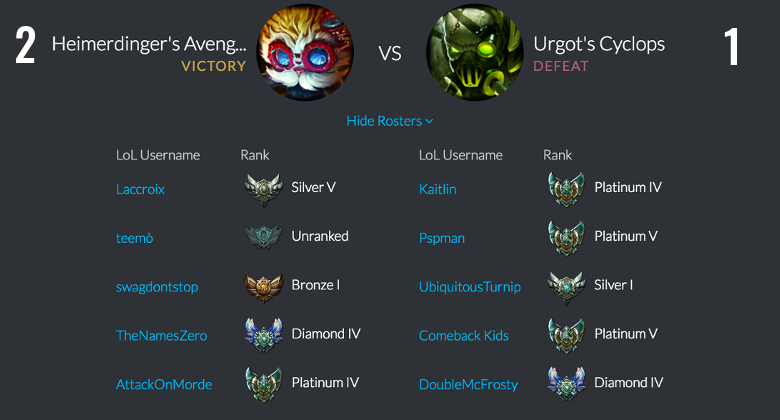 2 Heimerdinger's Aveng... VS Urgot's Cyclops 1
VICTORY DEFEAT
Hide Rosters
LoL Username Rank LoL Username Rank
Laccroix Silver V Kaitlin Platinum IV
teemò Unranked Pspman Platinum V
swagdontstop Bronze I UbiquitousTurnip Silver I
TheNamesZero Diamond IV Comeback Kids Platinum V
AttackOnMorde Platinum IV DoubleMcFrosty Diamond IV